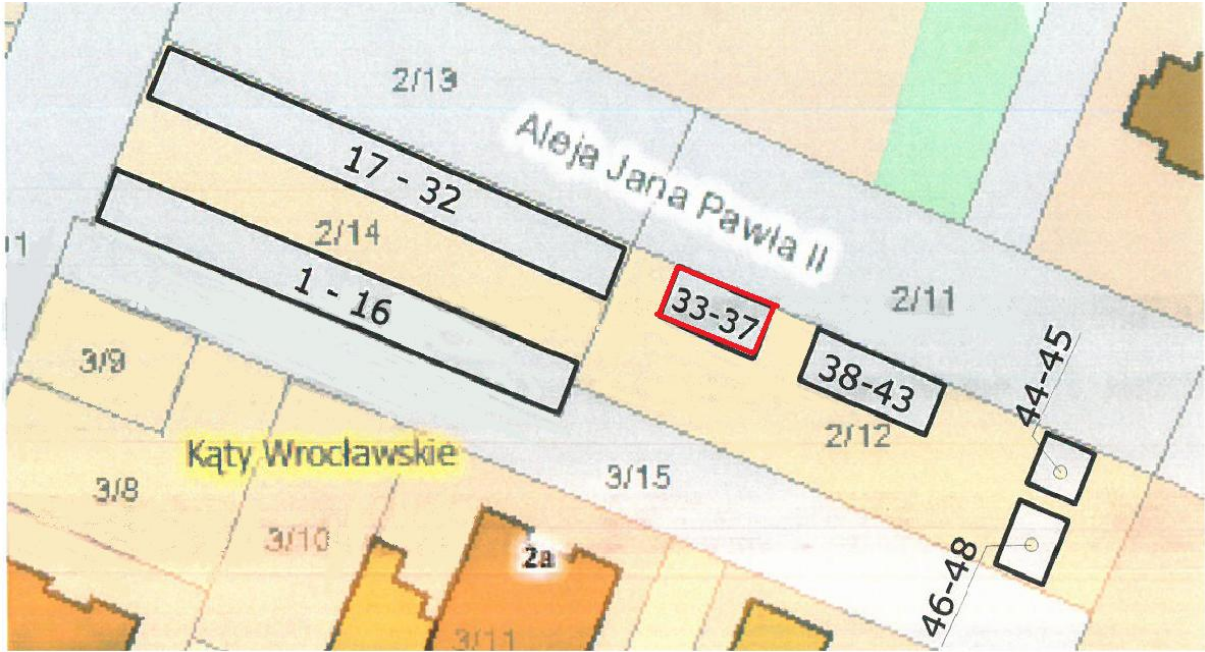 2/13
Aleja Jana Pawła II
17 - 32
2/14
1 - 16
33-37
2/11
38-43
44-45
3/9
2/12
Kąty Wrocławskie
3/15
3/8
3/10
2a
46-48
3/11